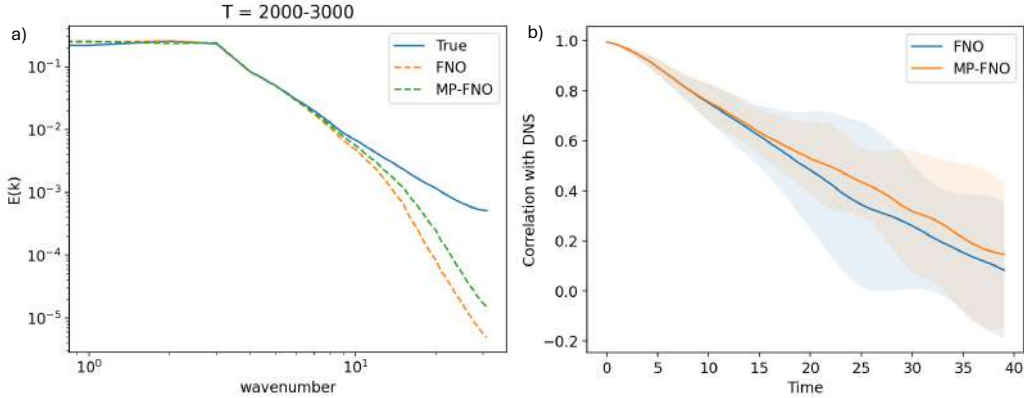 a)
T = 2000-3000
True
FNO
MP-FNO
E(k)
10⁻¹
10⁻²
10⁻³
10⁻⁴
10⁻⁵
10⁰
10¹
wavenumber
b)
FNO
MP-FNO
Correlation with DNS
1.0
0.8
0.6
0.4
0.2
0.0
−0.2
0 5 10 15 20 25 30 35 40
Time